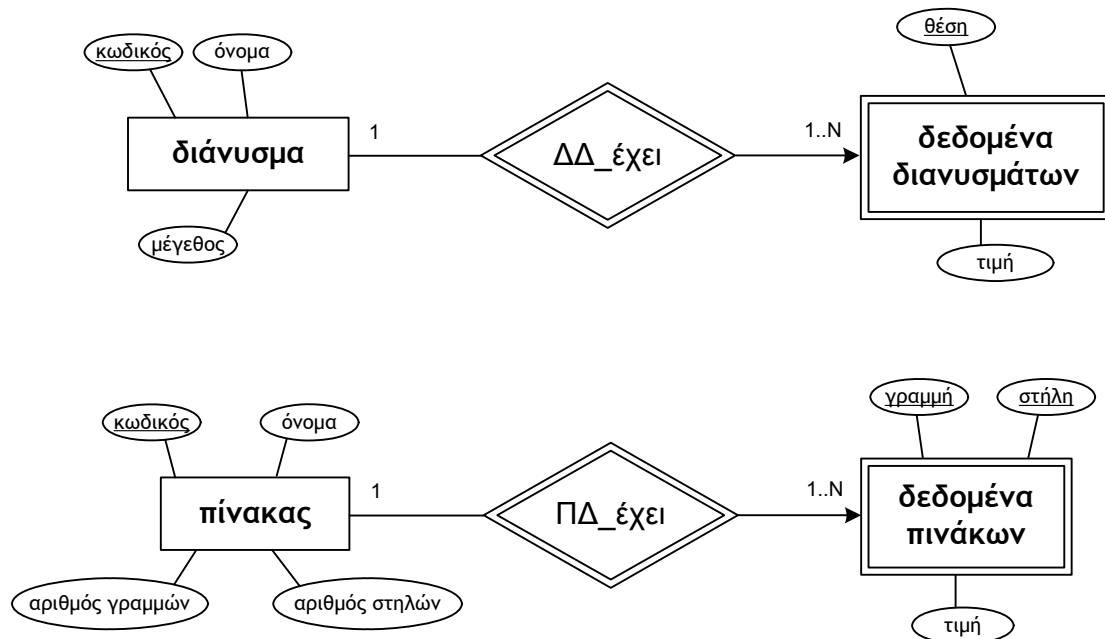 κωδικός
όνομα
θέση
διάνυσμα
1
ΔΔ_έχει
1..N
δεδομένα
διανυσμάτων
μέγεθος
τιμή
κωδικός
όνομα
γραμμή
στήλη
πίνακας
1
ΠΔ_έχει
1..N
δεδομένα
πινάκων
αριθμός γραμμών
αριθμός στηλών
τιμή